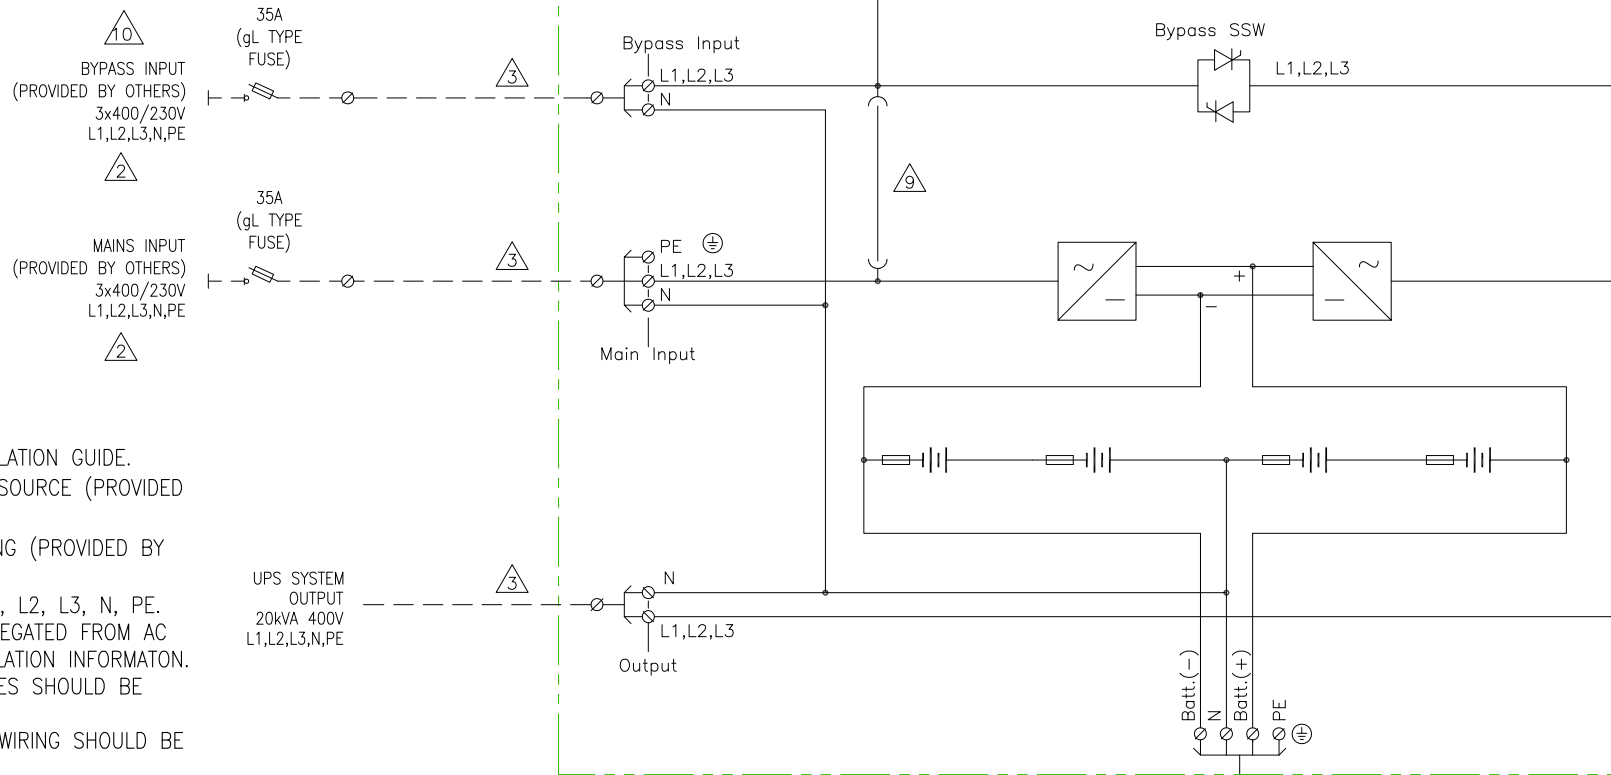 10
BYPASS INPUT
(PROVIDED BY OTHERS)
3x400/230V
L1,L2,L3,N,PE
2
35A
(gL TYPE
FUSE)
3
Bypass Input
L1,L2,L3
N
Bypass SSW
L1,L2,L3
9
MAINS INPUT
(PROVIDED BY OTHERS)
3x400/230V
L1,L2,L3,N,PE
2
35A
(gL TYPE
FUSE)
3
PE
L1,L2,L3
N
Main Input
~
—
+
–
~
—
LATION GUIDE.
SOURCE (PROVIDED
NG (PROVIDED BY
, L2, L3, N, PE.
EGATED FROM AC
LATION INFORMATON.
ES SHOULD BE
WIRING SHOULD BE
UPS SYSTEM
OUTPUT
20kVA 400V
L1,L2,L3,N,PE
3
N
L1,L2,L3
Output
Batt.(–)
N
Batt.(+)
PE